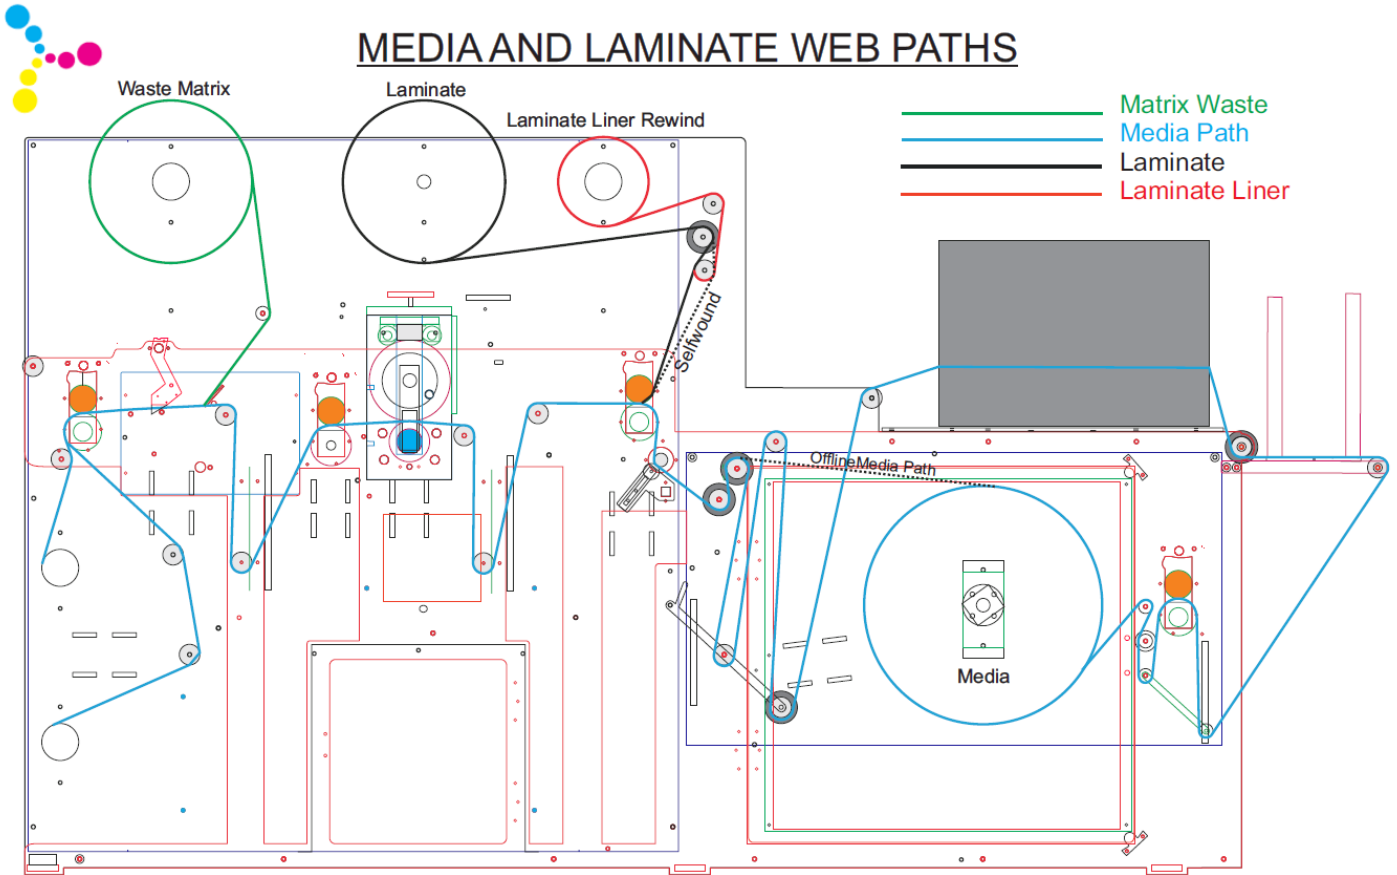 MEDIA AND LAMINATE WEB PATHS
Waste Matrix
Laminate
Laminate Liner Rewind
Matrix Waste
Media Path
Laminate
Laminate Liner
Selfwound
OfflineMedia Path
Media